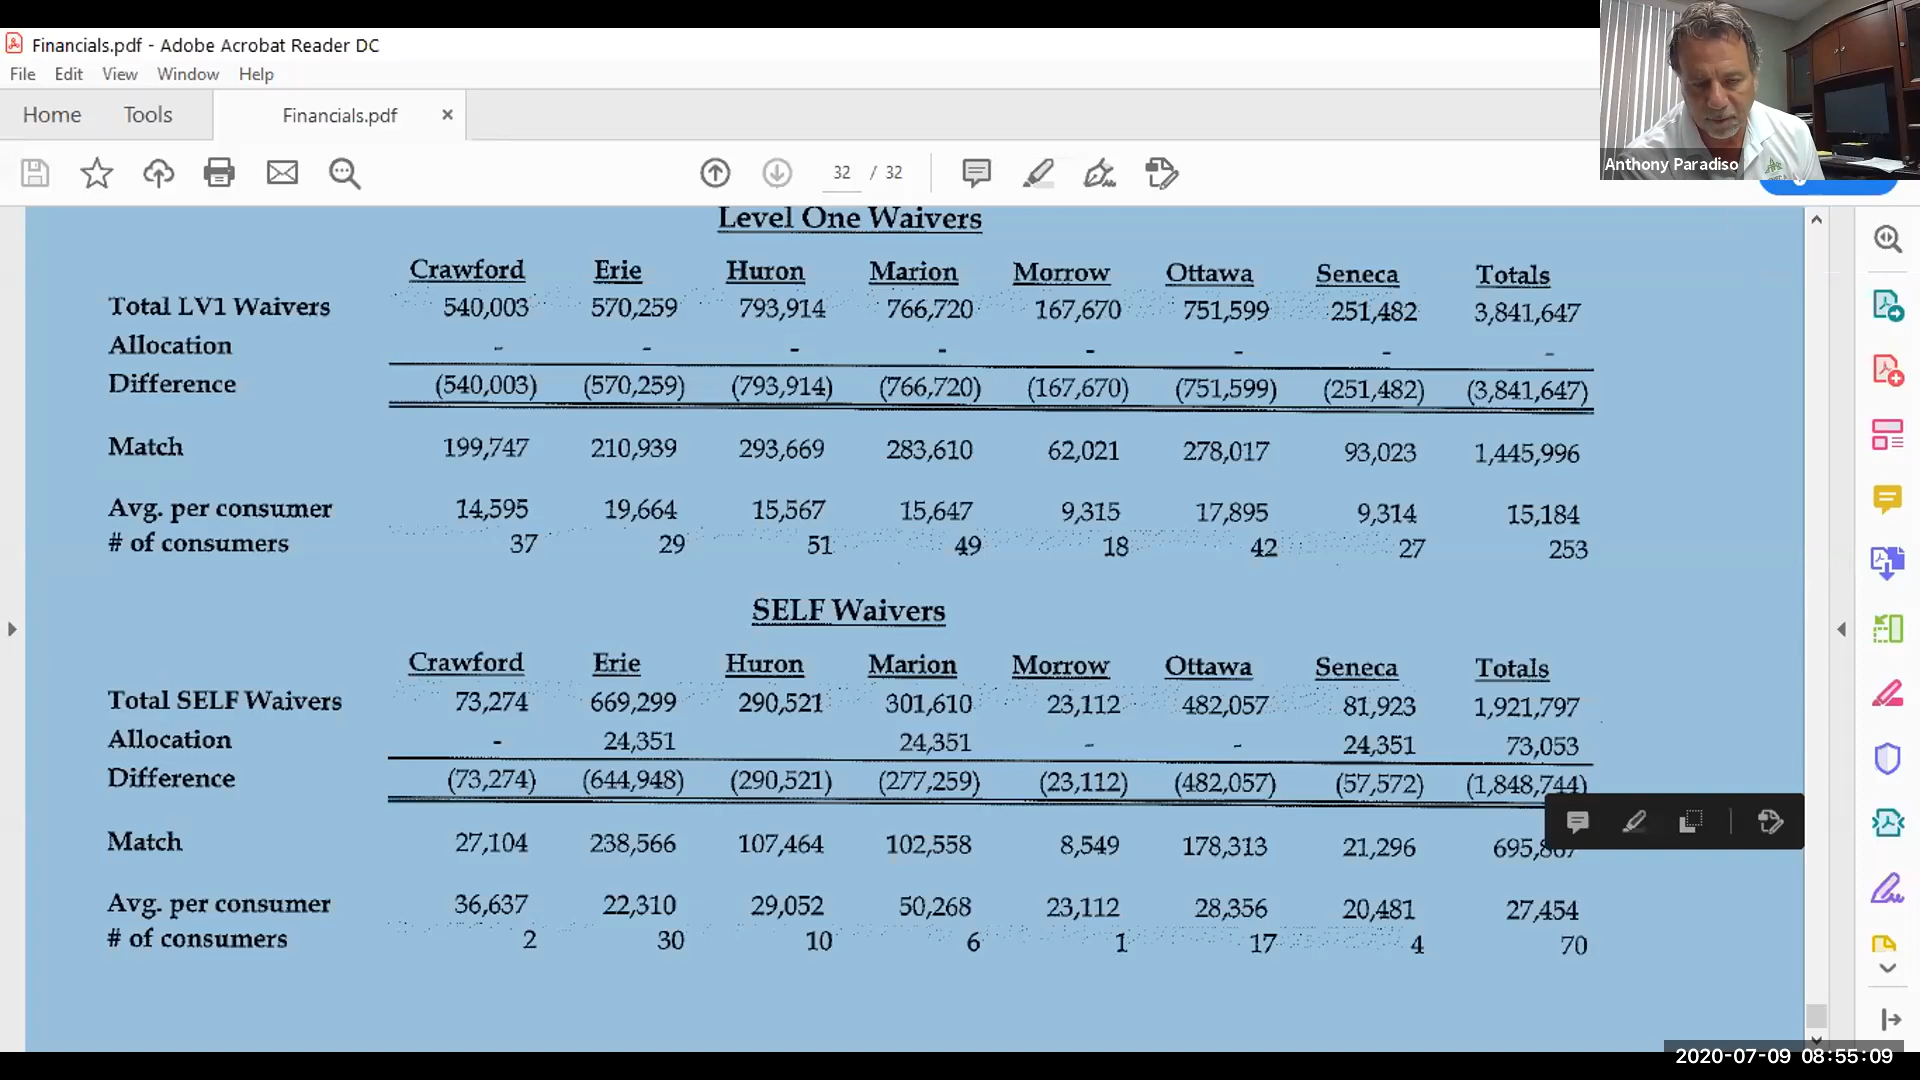 Financials.pdf - Adobe Acrobat Reader DC
File Edit View Window Help
Home Tools Financials.pdf ×
32 / 32
Anthony Paradiso
Level One Waivers
Crawford Erie Huron Marion Morrow Ottawa Seneca Totals
Total LV1 Waivers 540,003 570,259 793,914 766,720 167,670 751,599 251,482 3,841,647
Allocation - - - - - - - -
Difference (540,003) (570,259) (793,914) (766,720) (167,670) (751,599) (251,482) (3,841,647)
Match 199,747 210,939 293,669 283,610 62,021 278,017 93,023 1,445,996
Avg. per consumer 14,595 19,664 15,567 15,647 9,315 17,895 9,314 15,184
# of consumers 37 29 51 49 18 42 27 253
SELF Waivers
Crawford Erie Huron Marion Morrow Ottawa Seneca Totals
Total SELF Waivers 73,274 669,299 290,521 301,610 23,112 482,057 81,923 1,921,797
Allocation - 24,351 24,351 - - 24,351 73,053
Difference (73,274) (644,948) (290,521) (277,259) (23,112) (482,057) (57,572) (1,848,744)
Match 27,104 238,566 107,464 102,558 8,549 178,313 21,296
Avg. per consumer 36,637 22,310 29,052 50,268 23,112 28,356 20,481 27,454
# of consumers 2 30 10 6 1 17 4 70
2020-07-09 08:55:09